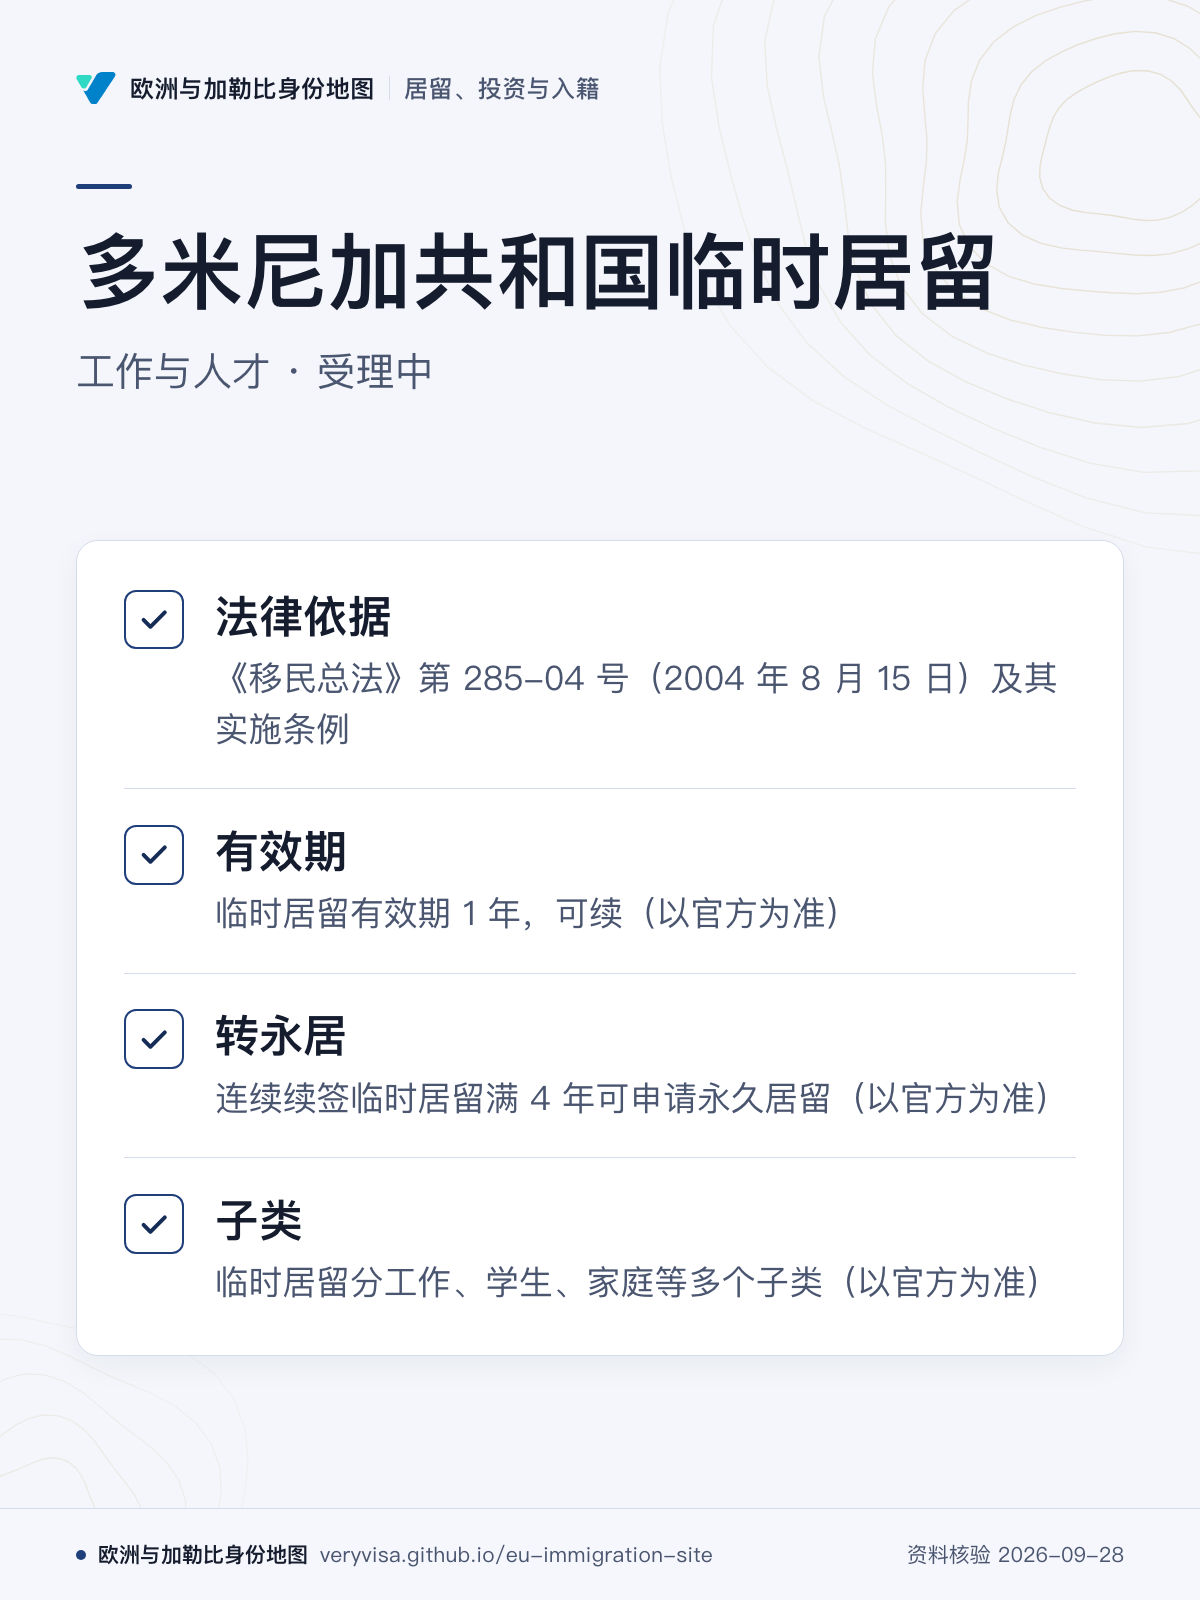 欧洲与加勒比身份地图 居留、投资与入籍
多米尼加共和国临时居留
工作与人才 · 受理中
法律依据
《移民总法》第 285-04 号（2004 年 8 月 15 日）及其
实施条例
有效期
临时居留有效期 1 年，可续（以官方为准）
转永居
连续续签临时居留满 4 年可申请永久居留（以官方为准）
子类
临时居留分工作、学生、家庭等多个子类（以官方为准）
欧洲与加勒比身份地图 veryvisa.github.io/eu-immigration-site 资料核验 2026-09-28